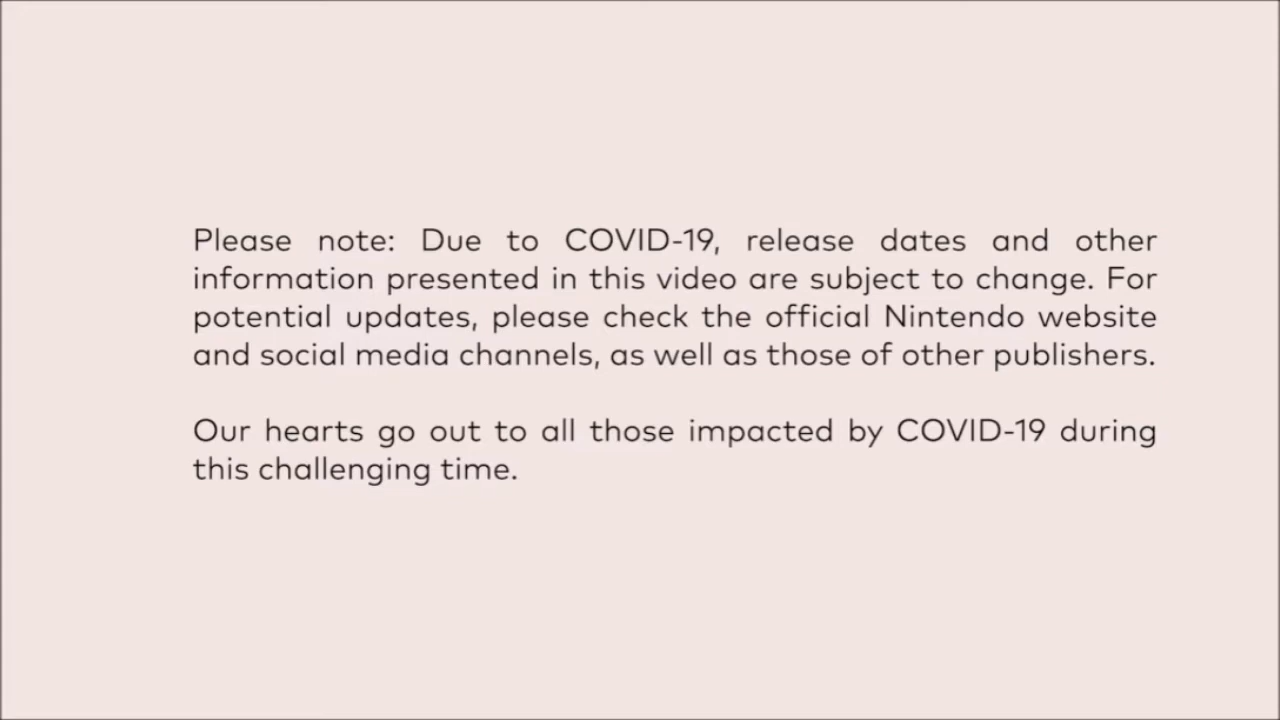 Please note: Due to COVID-19, release dates and other
information presented in this video are subject to change. For
potential updates, please check the official Nintendo website
and social media channels, as well as those of other publishers.
Our hearts go out to all those impacted by COVID-19 during
this challenging time.